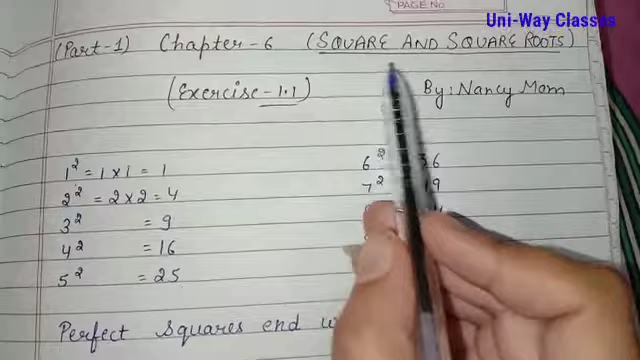 PAGE NO
Uni-Way Classes
(Part-1) Chapter-6 (SQUARE AND SQUARE ROOTS)
(Exercise-1.1) By: Nancy Mam
1² = 1 x 1 = 1
2² = 2 x 2 = 4
3² = 9
4² = 16
5² = 25
6² 36
7²
Perfect squares end